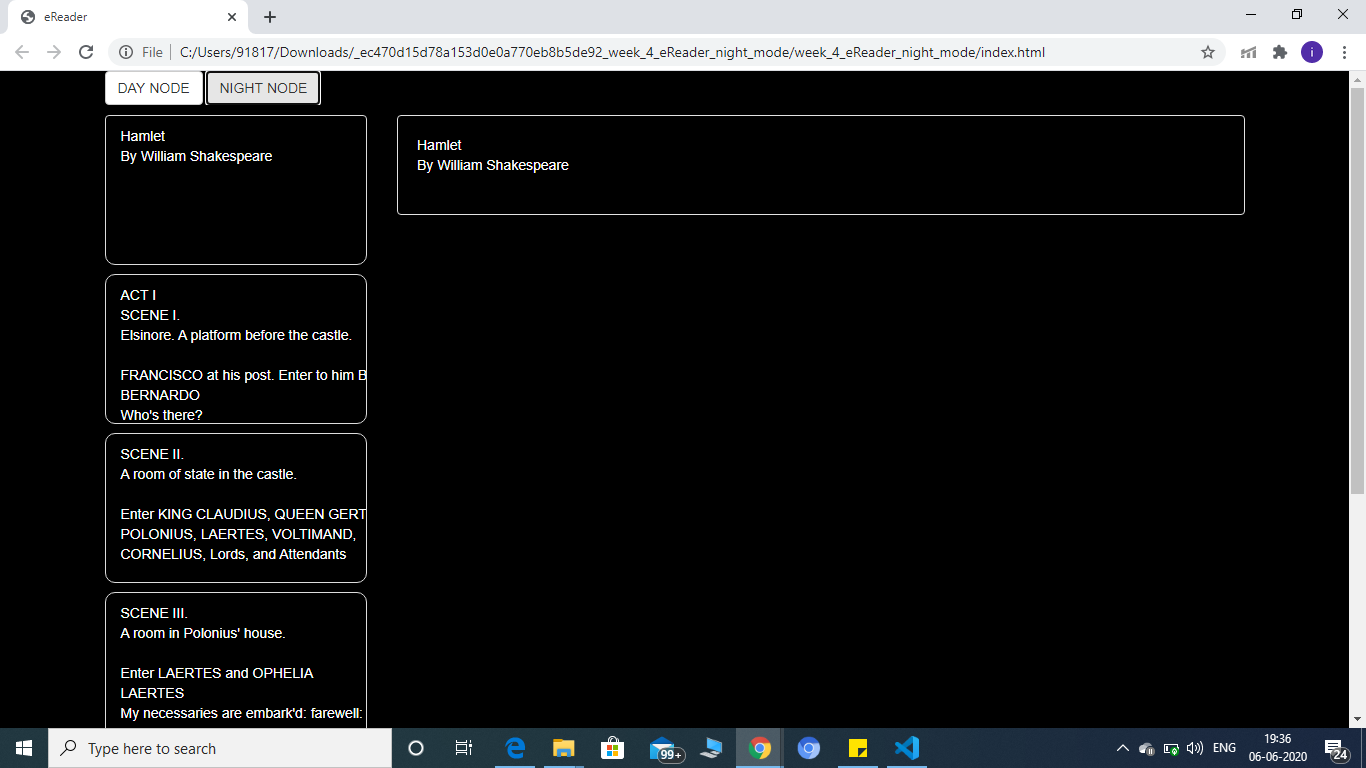 eReader
File
C:/Users/91817/Downloads/_ec470d15d78a153d0e0a770eb8b5de92_week_4_eReader_night_mode/week_4_eReader_night_mode/index.html
i
DAY NODE
NIGHT NODE
Hamlet
By William Shakespeare
Hamlet
By William Shakespeare
ACT I
SCENE I.
Elsinore. A platform before the castle.
FRANCISCO at his post. Enter to him B
BERNARDO
Who's there?
SCENE II.
A room of state in the castle.
Enter KING CLAUDIUS, QUEEN GERT
POLONIUS, LAERTES, VOLTIMAND,
CORNELIUS, Lords, and Attendants
SCENE III.
A room in Polonius' house.
Enter LAERTES and OPHELIA
LAERTES
My necessaries are embark'd: farewell:
Type here to search
99+
ENG
19:36
06-06-2020
24